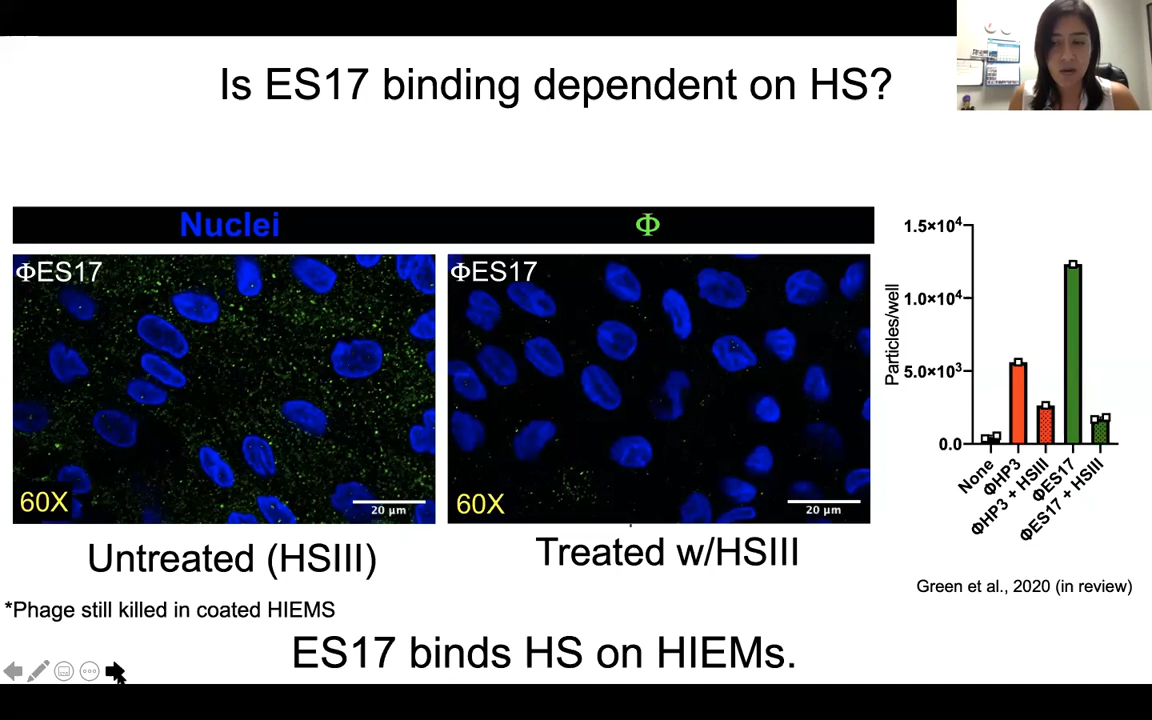 Is ES17 binding dependent on HS?
Nuclei
Φ
ΦES17
60X
20 µm
ΦES17
60X
20 µm
Untreated (HSIII)
Treated w/HSIII
*Phage still killed in coated HIEMS
ES17 binds HS on HIEMs.
Particles/well
1.5×10⁴
1.0×10⁴
5.0×10³
0.0
None
ΦHP3
ΦHP3 + HSIII
ΦES17
ΦES17 + HSIII
Green et al., 2020 (in review)